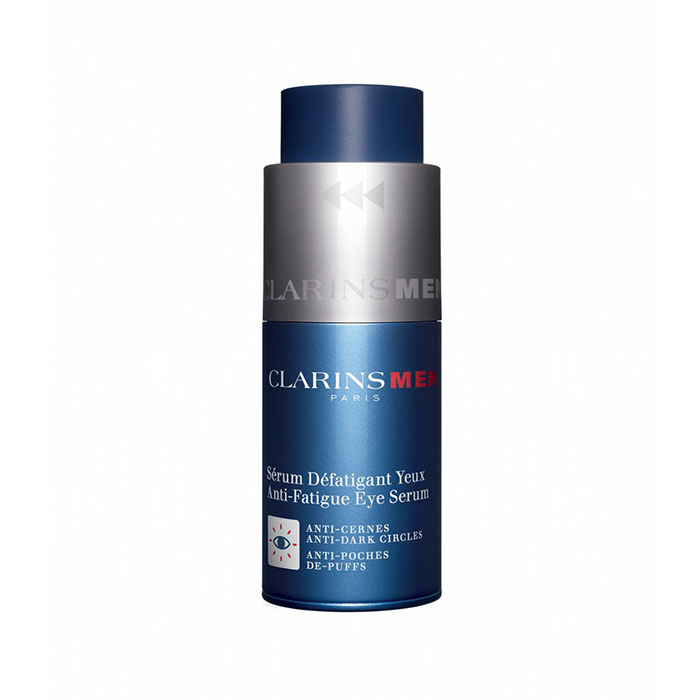 CLARINSMEN
CLARINSMEN
PARIS
Sérum Défatigant Yeux
Anti-Fatigue Eye Serum
ANTI-CERNES
ANTI-DARK CIRCLES
ANTI-POCHES
DE-PUFFS